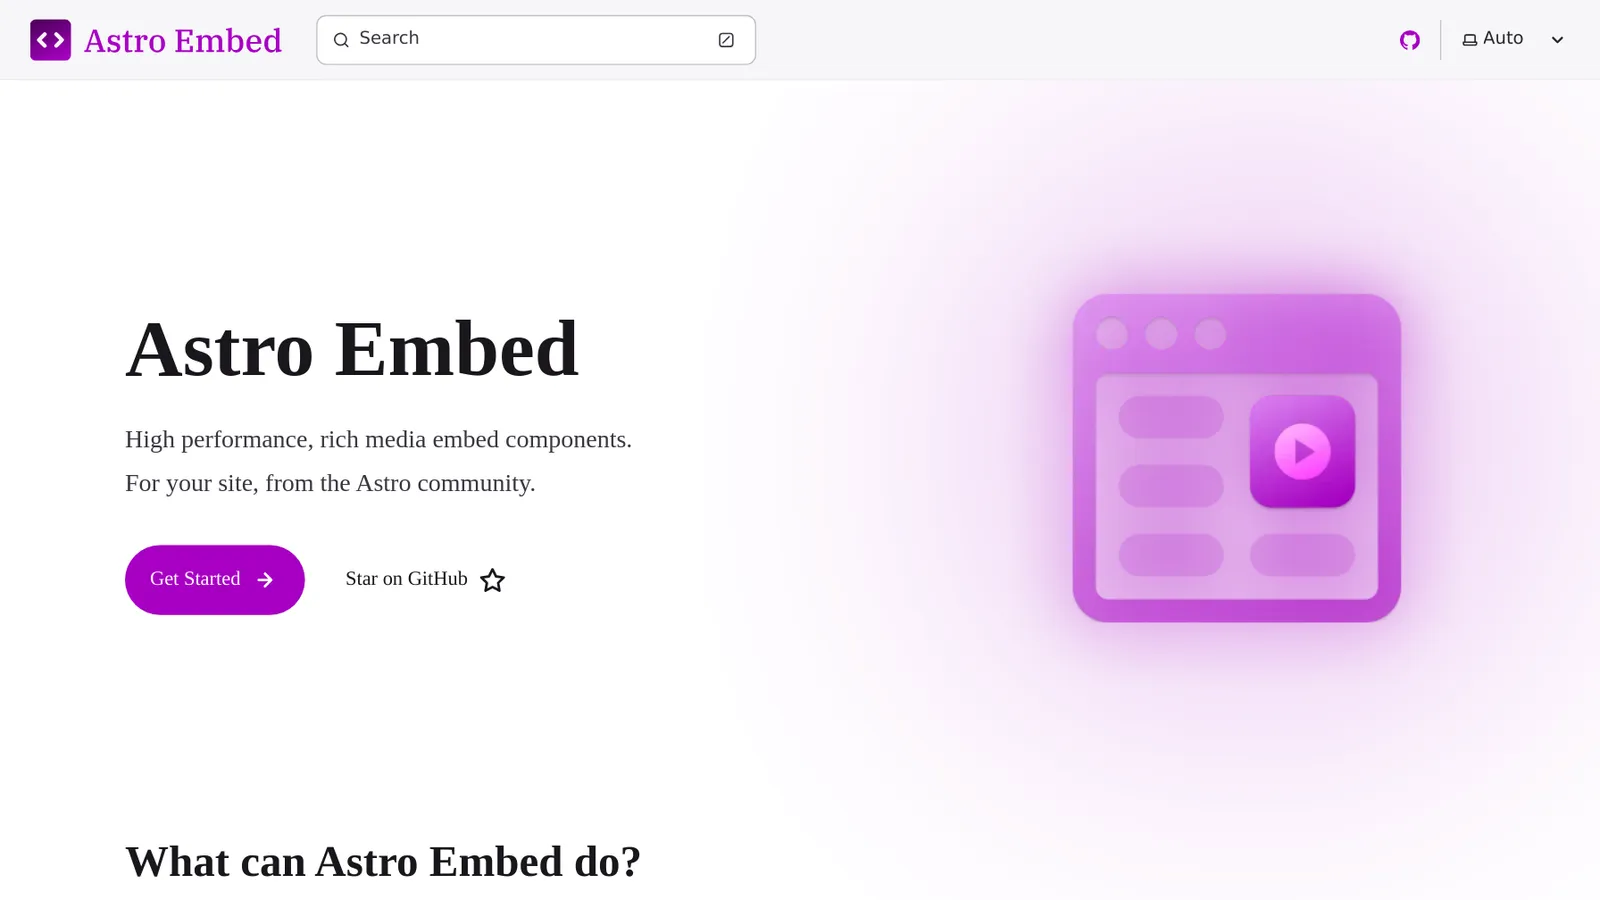 Astro Embed
Search
Auto
Astro Embed
High performance, rich media embed components.
For your site, from the Astro community.
Get Started
Star on GitHub
What can Astro Embed do?